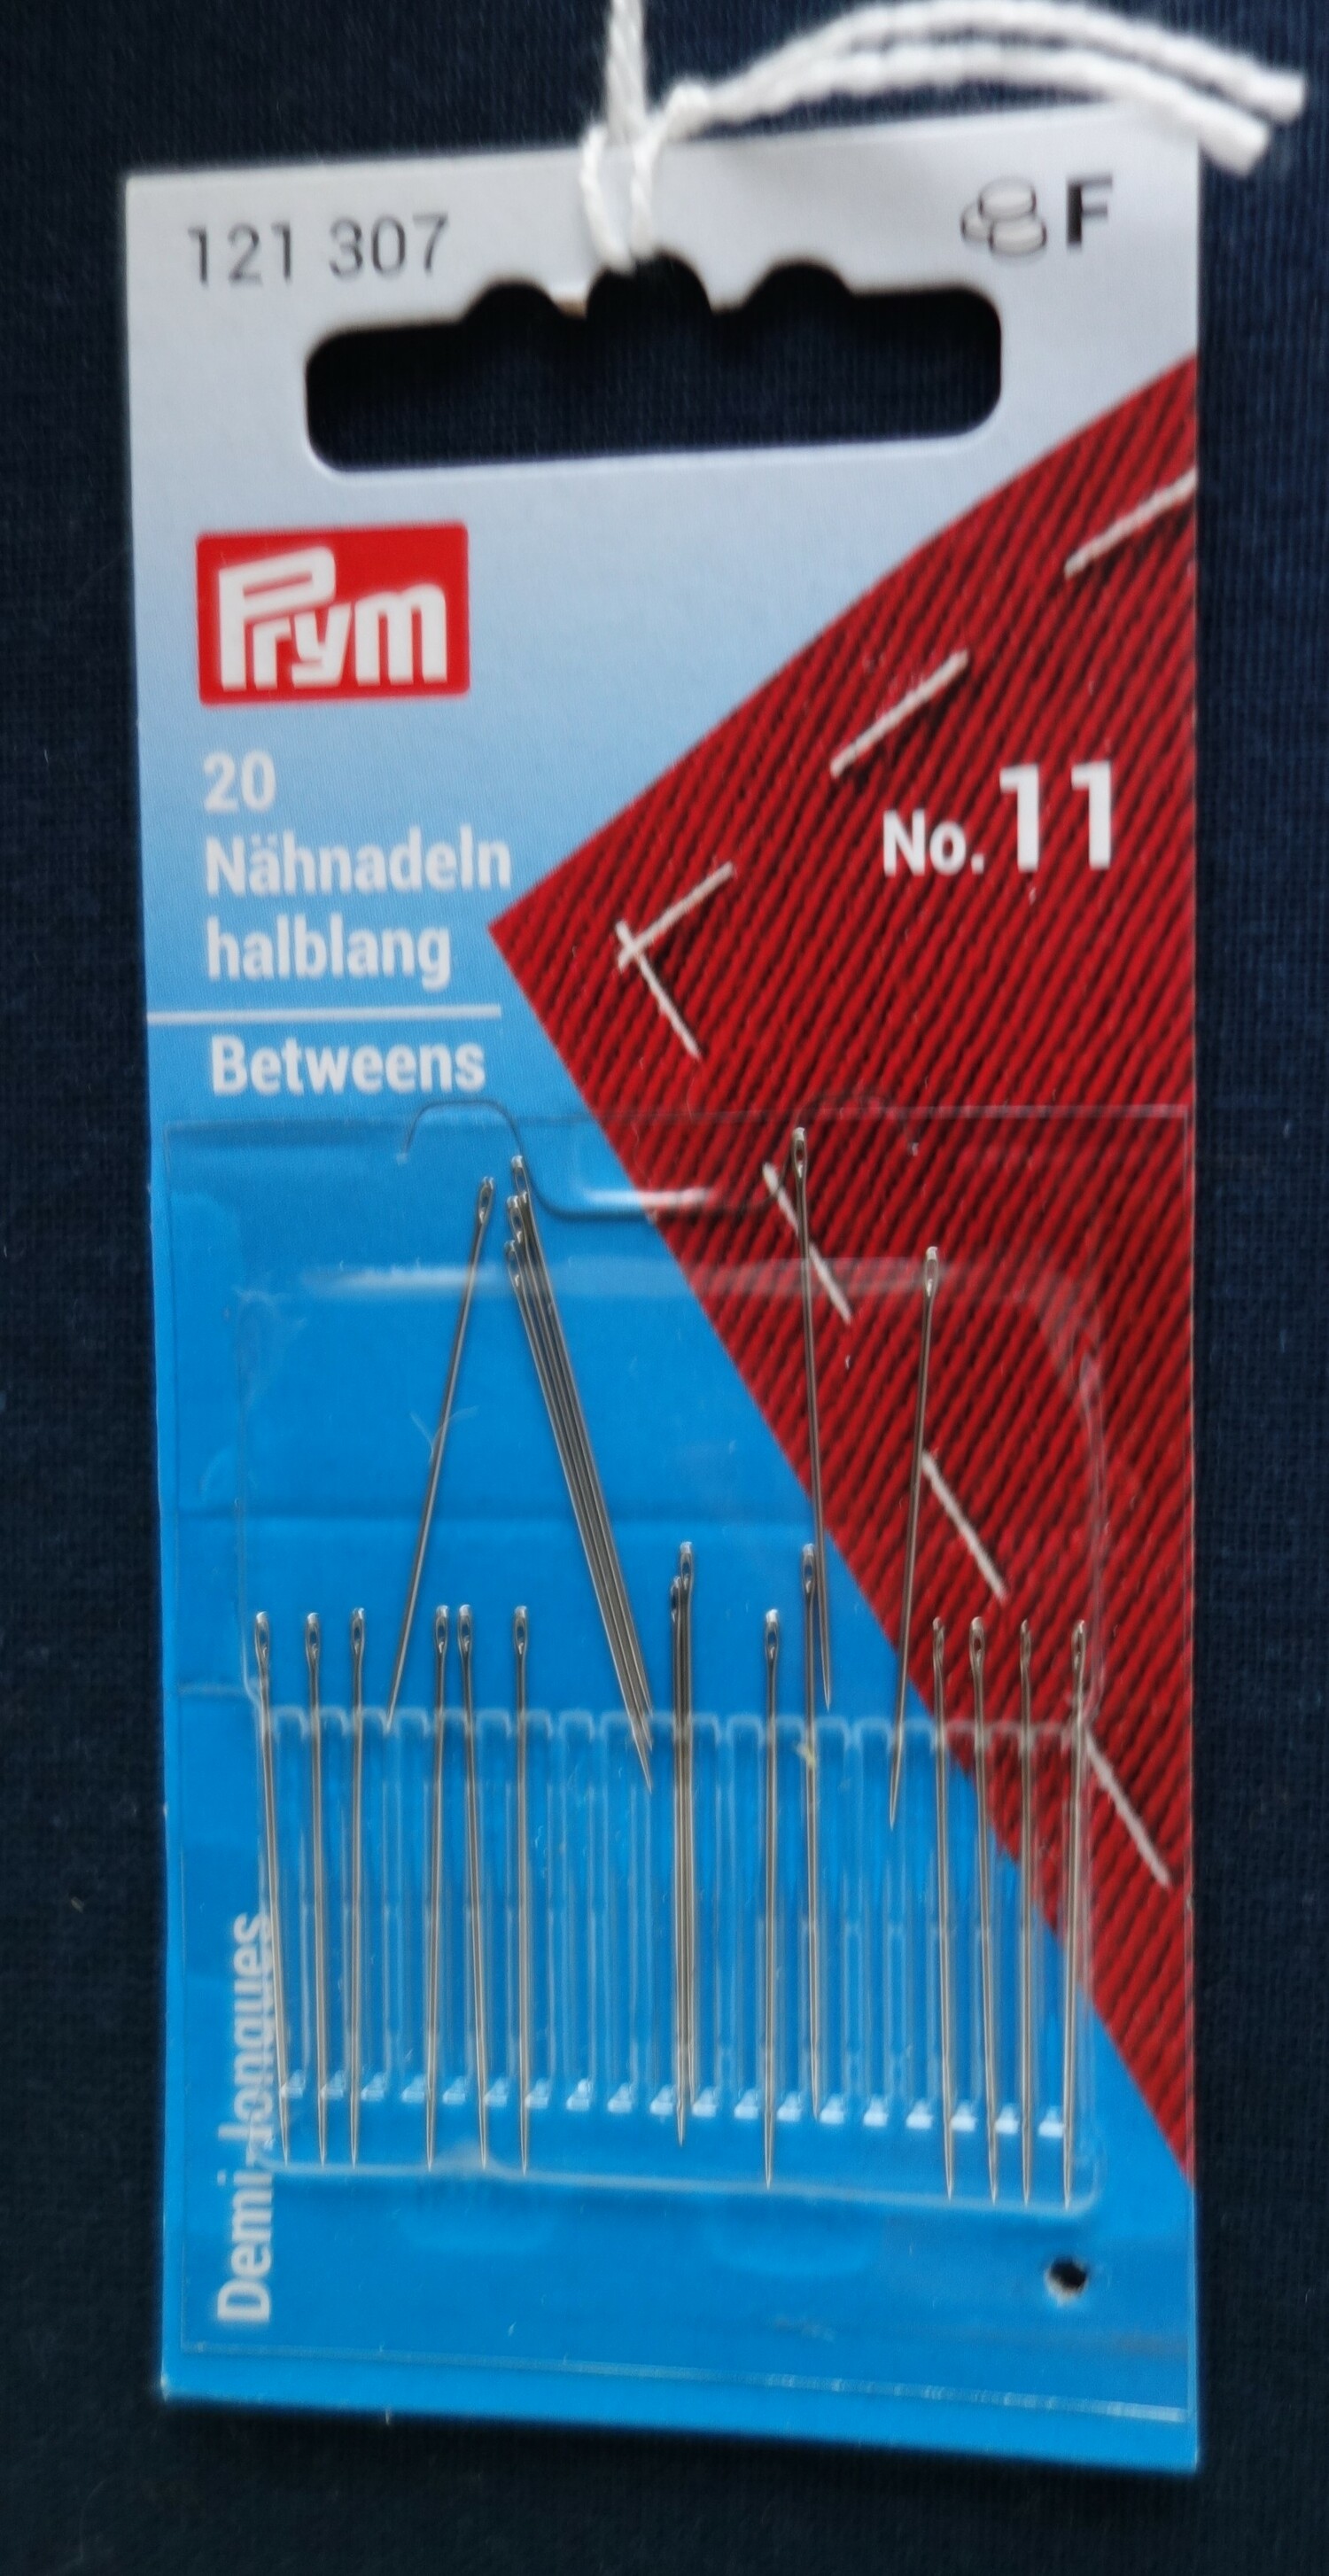 121 307
F
Prym
20
Nähnadeln
halblang
Betweens
No. 11
Demi-longues